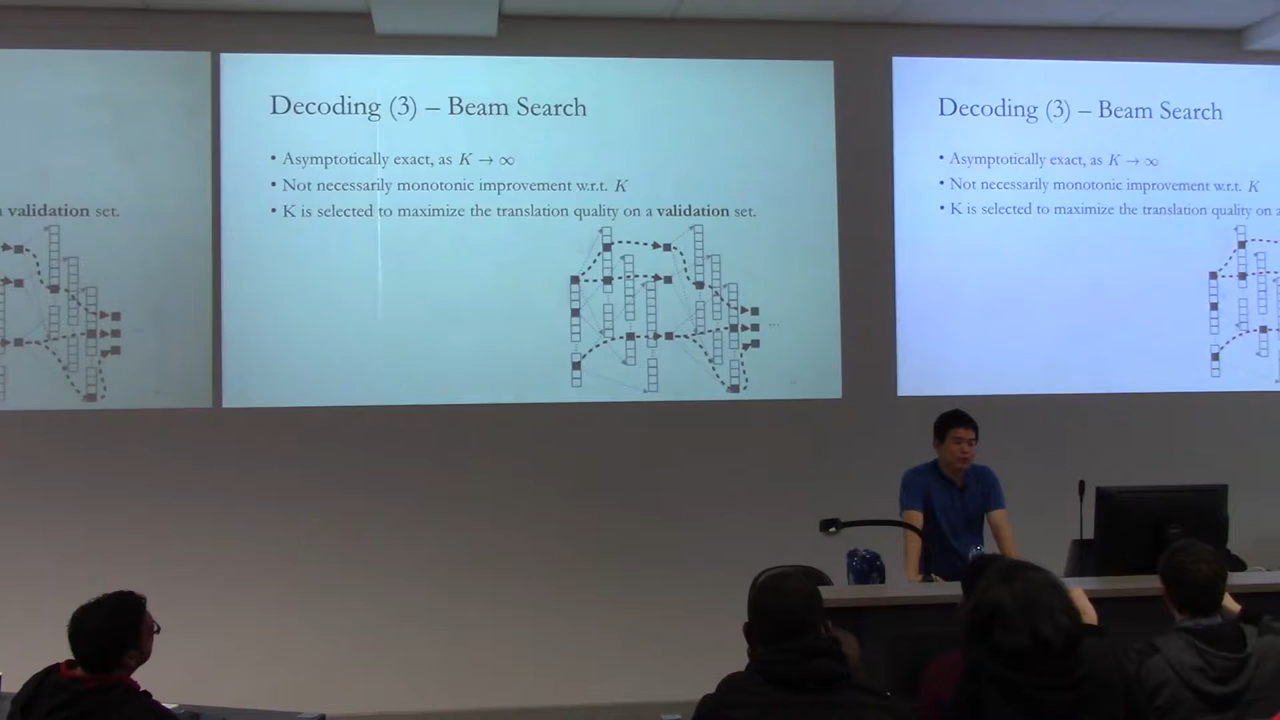 a validation set.
Decoding (3) – Beam Search
• Asymptotically exact, as K → ∞
• Not necessarily monotonic improvement w.r.t. K
• K is selected to maximize the translation quality on a validation set.
...
Decoding (3) – Beam Search
• Asymptotically exact, as K → ∞
• Not necessarily monotonic improvement w.r.t. K
• K is selected to maximize the translation quality on a